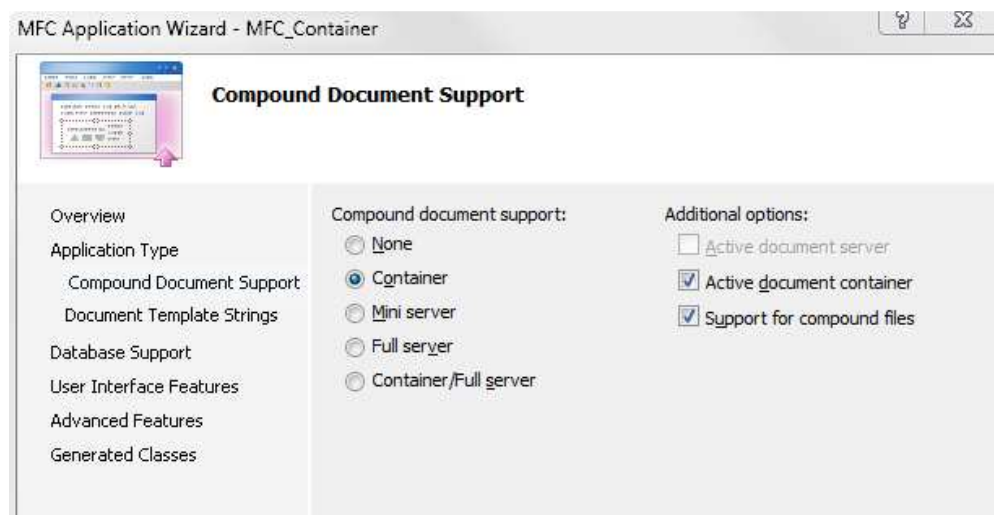 MFC Application Wizard - MFC_Container
Compound Document Support
Overview
Application Type
Compound Document Support
Document Template Strings
Database Support
User Interface Features
Advanced Features
Generated Classes
Compound document support:
None
Container
Mini server
Full server
Container/Full server
Additional options:
Active document server
Active document container
Support for compound files